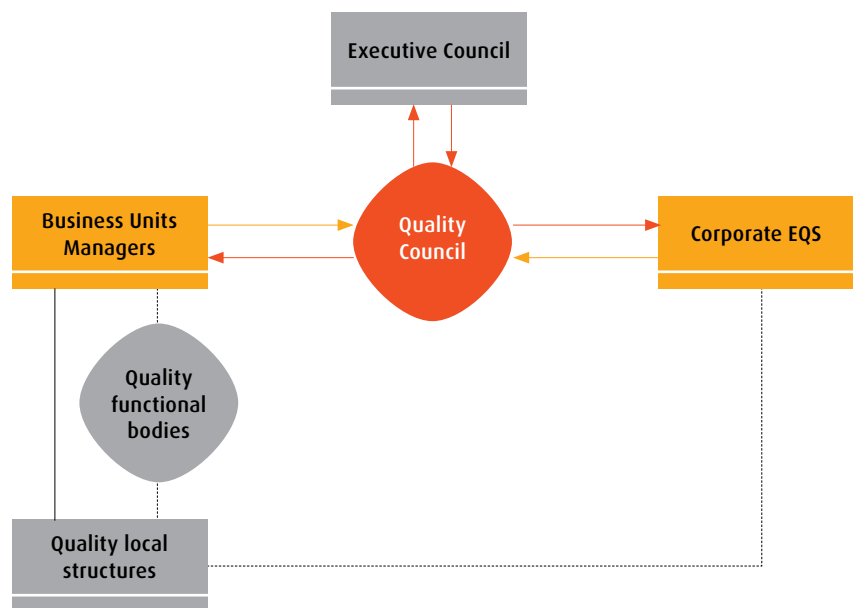 Executive Council
Business Units
Managers
Quality
Council
Corporate EQS
Quality
functional
bodies
Quality local
structures